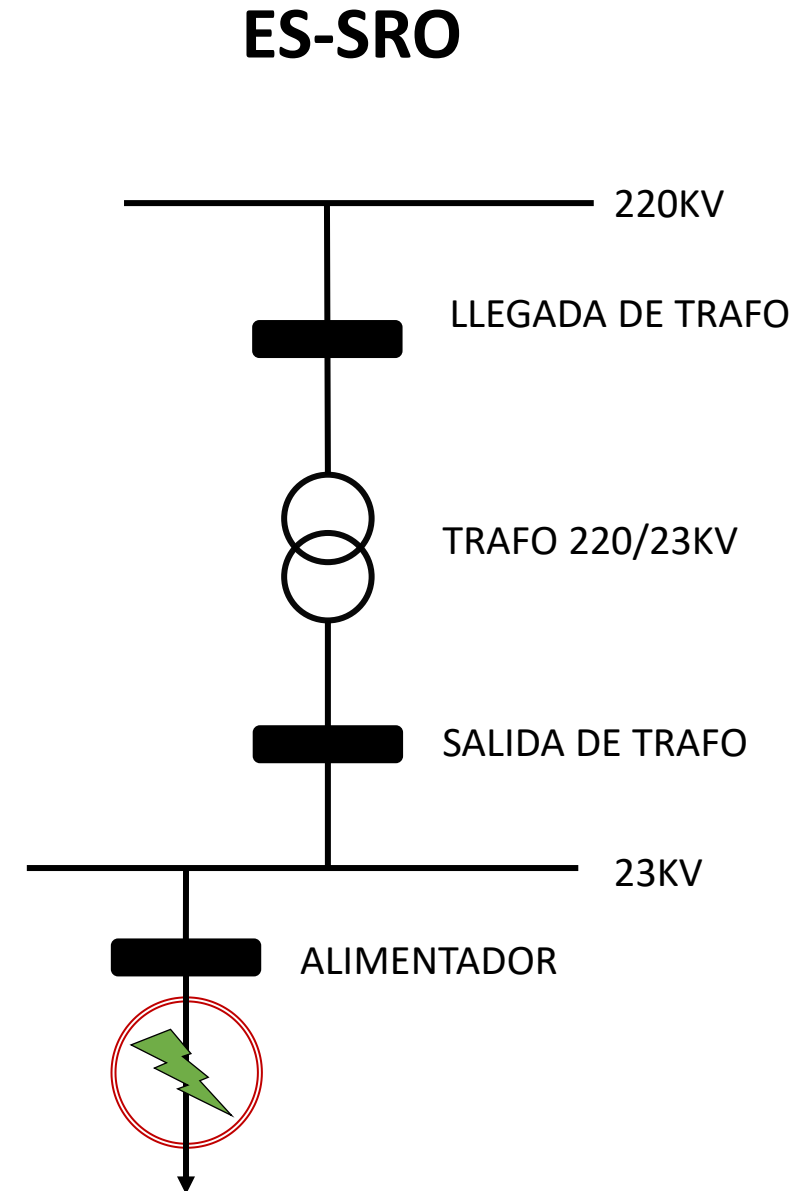 ES-SRO
220KV
LLEGADA DE TRAFO
TRAFO 220/23KV
SALIDA DE TRAFO
23KV
ALIMENTADOR